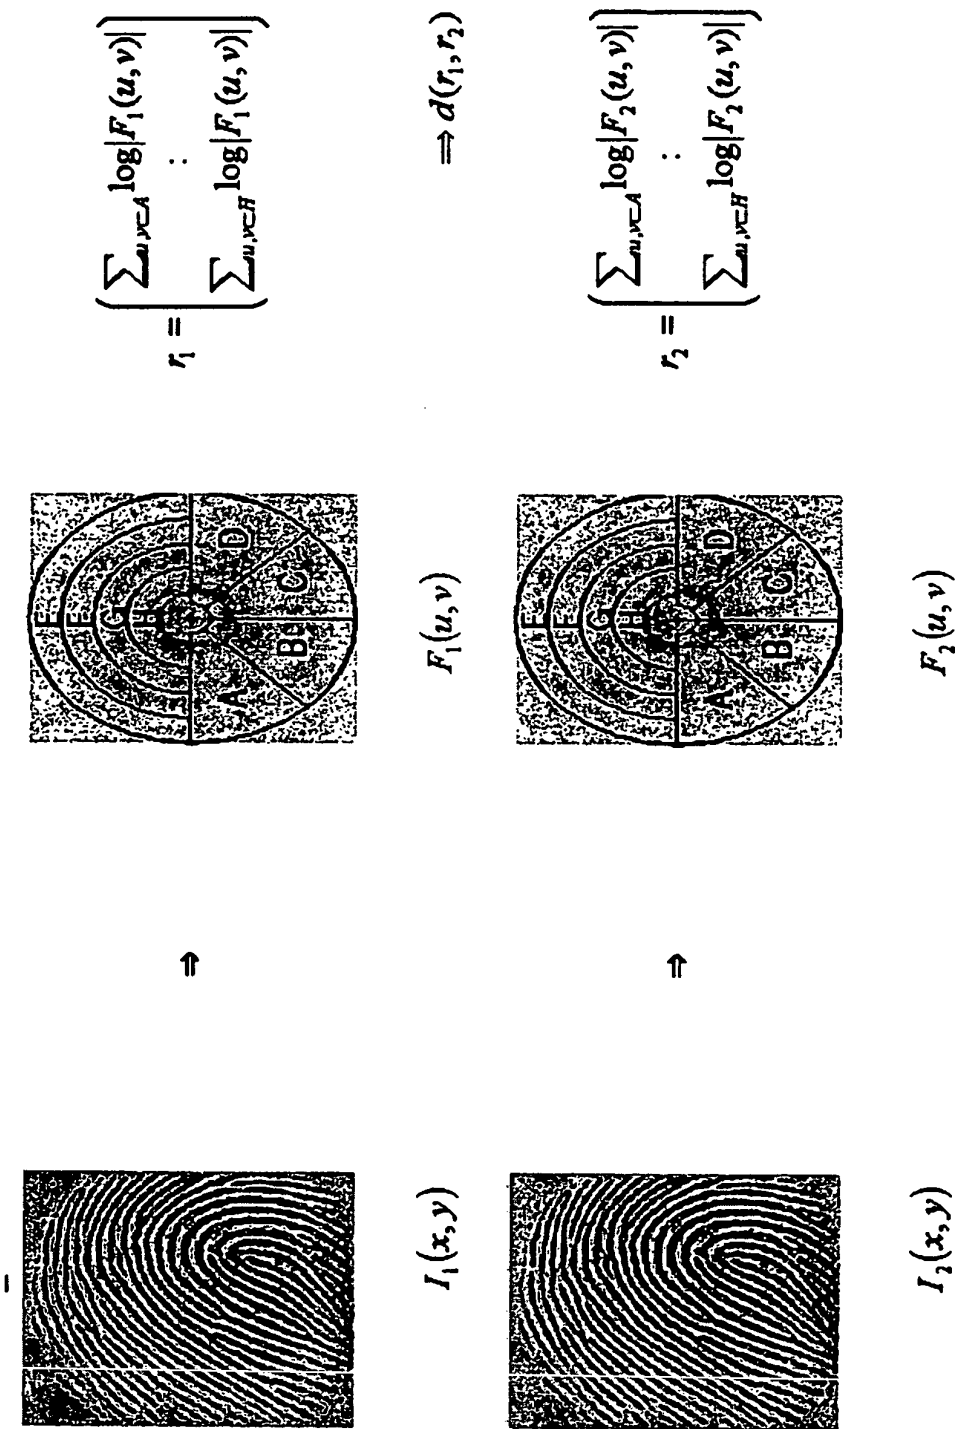 r₁ = ( ∑_{u,v⊂A} log|F₁(u,v)|
:
∑_{u,v⊂H} log|F₁(u,v)| )
E F G H
A B C D
⇒
I₁(x,y)
⇒
F₁(u,v)
⇒ d(r₁,r₂)
r₂ = ( ∑_{u,v⊂A} log|F₂(u,v)|
:
∑_{u,v⊂H} log|F₂(u,v)| )
E F G H
A B C D
I₂(x,y)
F₂(u,v)